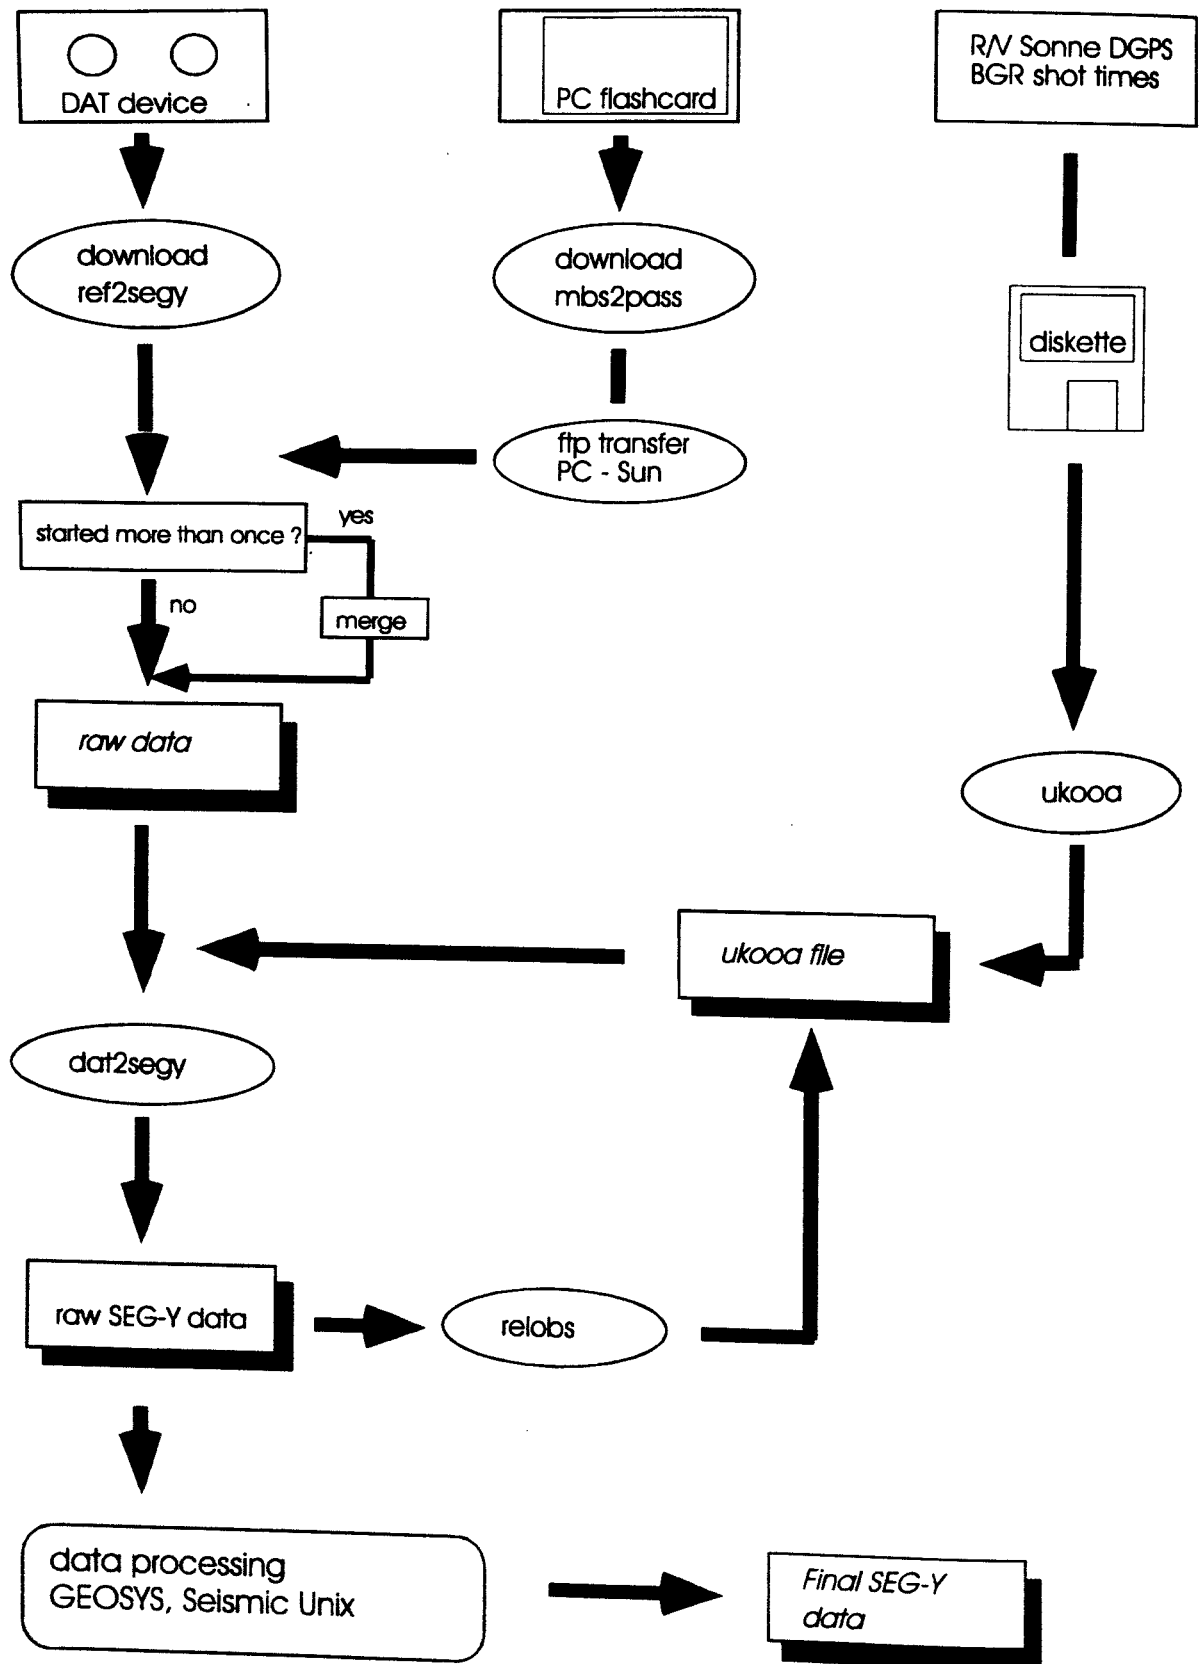 DAT device
PC flashcard
R/V Sonne DGPS
BGR shot times
download
ref2segy
download
mbs2pass
diskette
ftp transfer
PC - Sun
started more than once ?
yes
no
merge
raw data
ukooa
ukooa file
dat2segy
raw SEG-Y data
relobs
data processing
GEOSYS, Seismic Unix
Final SEG-Y
data